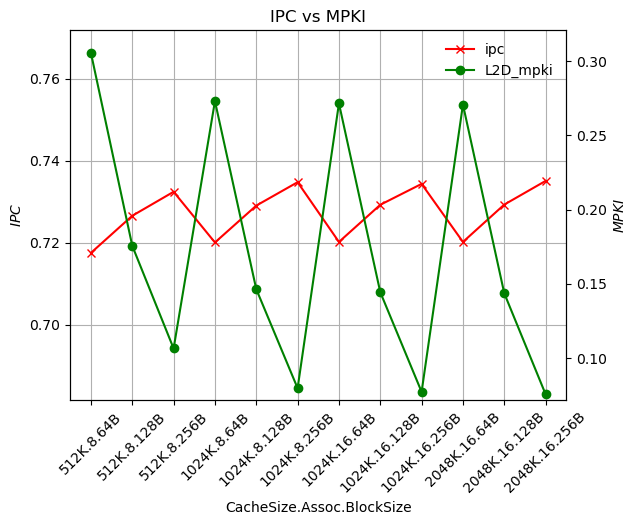 IPC vs MPKI
ipc
L2D_mpki
0.76
0.74
0.72
0.70
IPC
0.30
0.25
0.20
0.15
0.10
MPKI
512K.8.64B
512K.8.128B
512K.8.256B
1024K.8.64B
1024K.8.128B
1024K.8.256B
1024K.16.64B
1024K.16.128B
1024K.16.256B
2048K.16.64B
2048K.16.128B
2048K.16.256B
CacheSize.Assoc.BlockSize